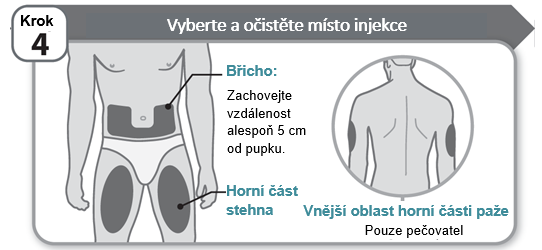 Krok
4
Vyberte a očistěte místo injekce
Břicho:
Zachovejte
vzdálenost
alespoň 5 cm
od pupku.
Horní část
stehna
Vnější oblast horní části paže
Pouze pečovatel